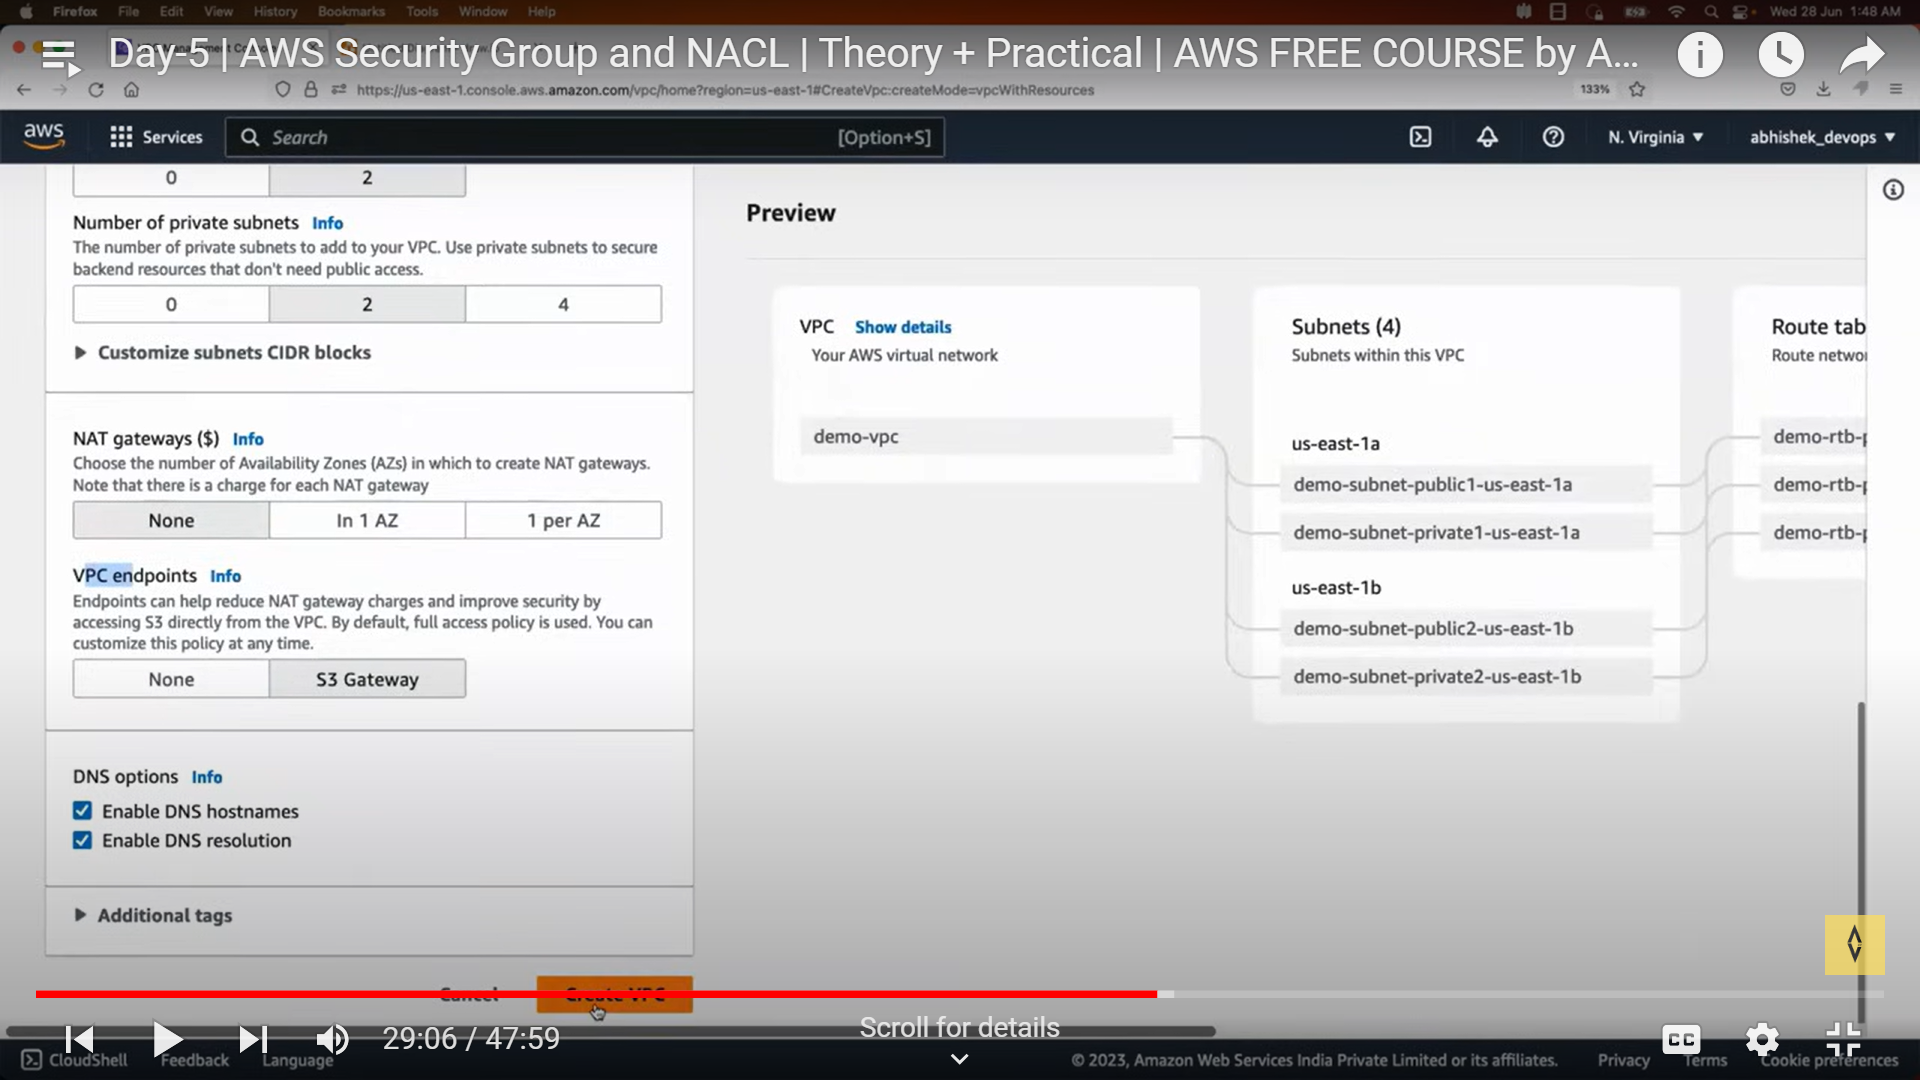 Firefox File Edit View History Bookmarks Tools Window Help
Wed 28 Jun 1:48 AM
Day-5 | AWS Security Group and NACL | Theory + Practical | AWS FREE COURSE by A...
https://us-east-1.console.aws.amazon.com/vpc/home?region=us-east-1#CreateVpc:createMode=vpcWithResources
133%
aws
Services
Search
[Option+S]
N. Virginia
abhishek_devops
0 2
Number of private subnets Info
The number of private subnets to add to your VPC. Use private subnets to secure
backend resources that don't need public access.
0 2 4
Customize subnets CIDR blocks
NAT gateways ($) Info
Choose the number of Availability Zones (AZs) in which to create NAT gateways.
Note that there is a charge for each NAT gateway
None In 1 AZ 1 per AZ
VPC endpoints Info
Endpoints can help reduce NAT gateway charges and improve security by
accessing S3 directly from the VPC. By default, full access policy is used. You can
customize this policy at any time.
None S3 Gateway
DNS options Info
Enable DNS hostnames
Enable DNS resolution
Additional tags
Cancel
Create VPC
Preview
VPC Show details
Your AWS virtual network
demo-vpc
Subnets (4)
Subnets within this VPC
us-east-1a
demo-subnet-public1-us-east-1a
demo-subnet-private1-us-east-1a
us-east-1b
demo-subnet-public2-us-east-1b
demo-subnet-private2-us-east-1b
Route tab
Route networ
demo-rtb-p
demo-rtb-p
demo-rtb-p
29:06 / 47:59
Scroll for details
CC
CloudShell Feedback Language
© 2023, Amazon Web Services India Private Limited or its affiliates. Privacy Terms Cookie preferences